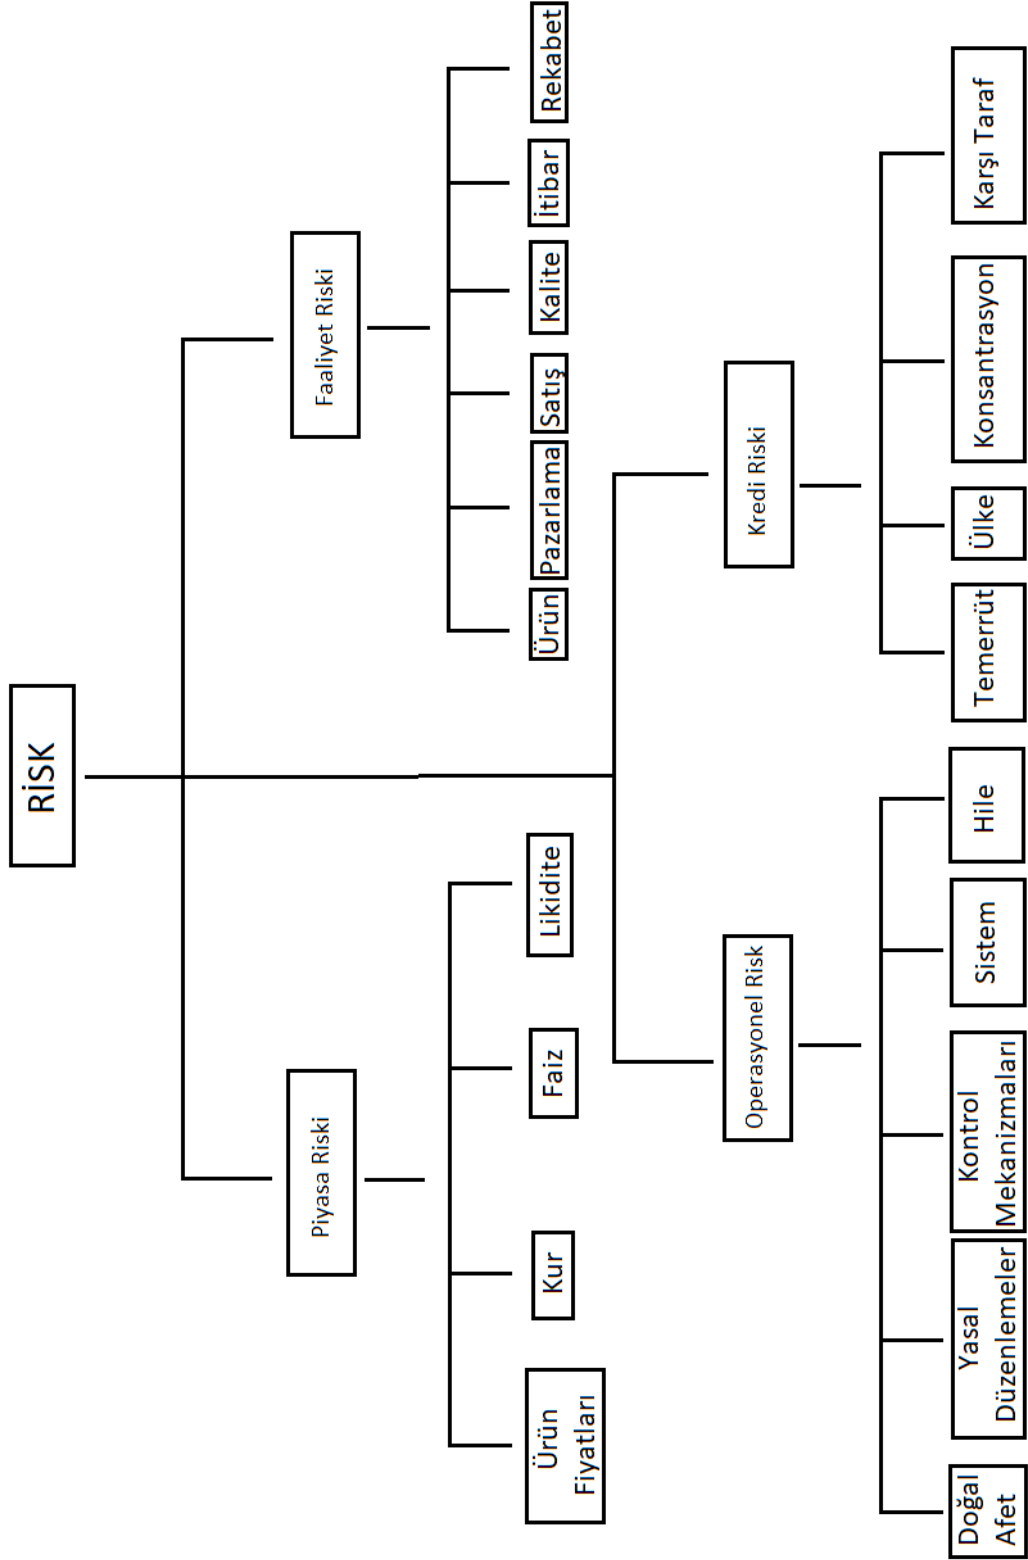 RİSK
Piyasa Riski
Faaliyet Riski
Ürün
Fiyatları
Kur
Faiz
Likidite
Ürün
Pazarlama
Satış
Kalite
İtibar
Rekabet
Operasyonel Risk
Kredi Riski
Doğal
Afet
Yasal
Düzenlemeler
Kontrol
Mekanizmaları
Sistem
Hile
Temerrüt
Ülke
Konsantrasyon
Karşı Taraf